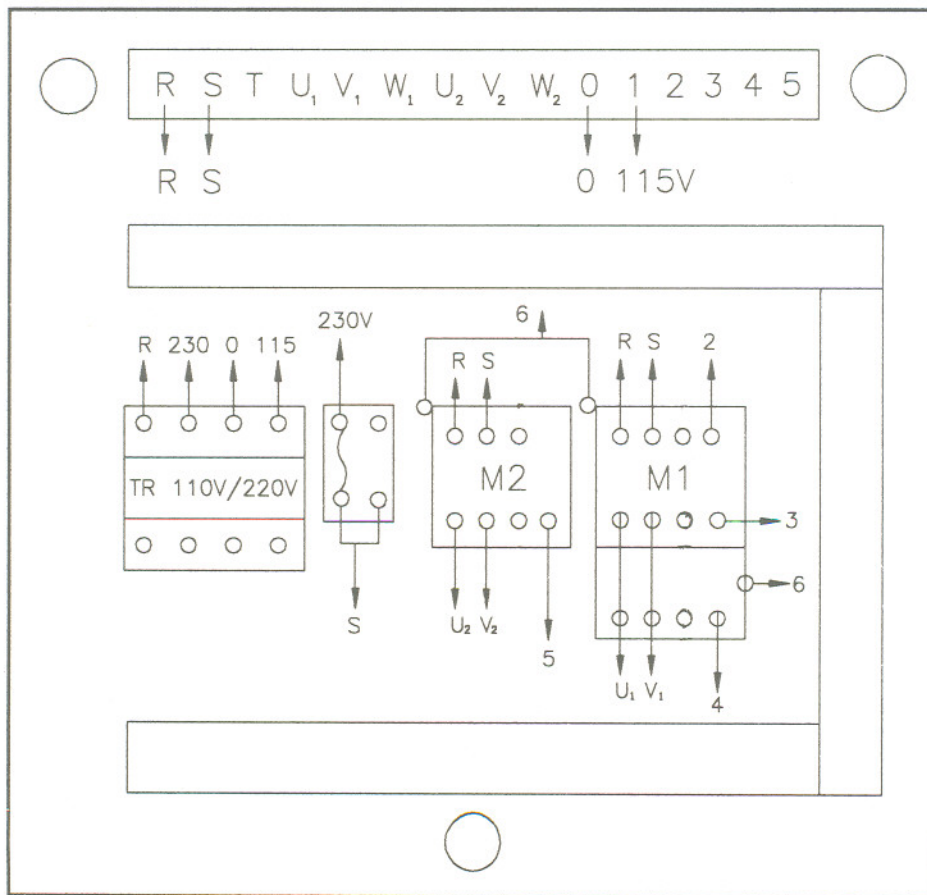 R S T U₁ V₁ W₁ U₂ V₂ W₂ 0 1 2 3 4 5
R S 0 115V
230V
6
R 230 0 115
R S
R S 2
TR 110V/220V
M2
M1
3
6
S
U₂ V₂
5
U₁ V₁
4